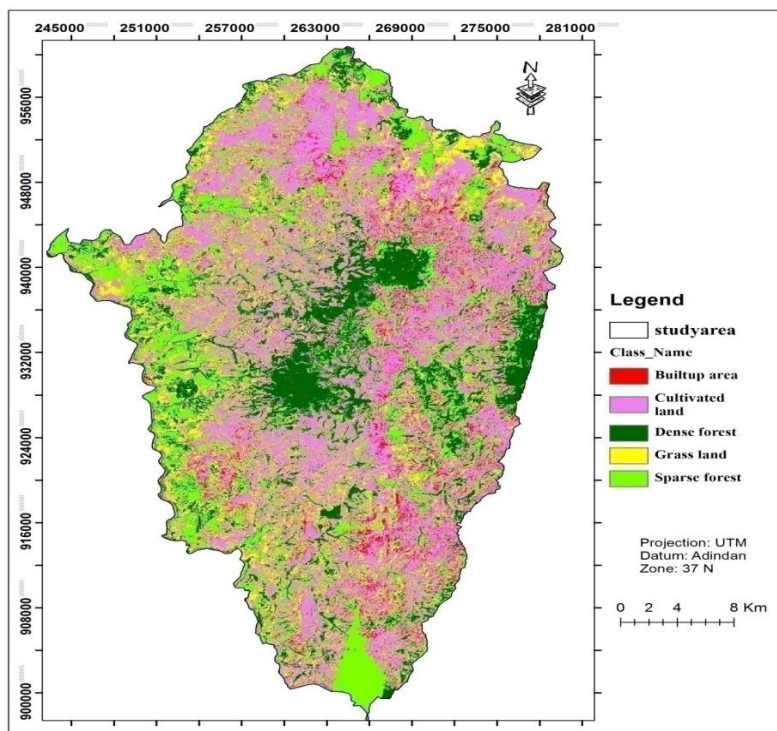 245000 251000 257000 263000 269000 275000 281000
N
956000
948000
940000
932000
924000
916000
908000
900000
Legend
studyarea
Class_Name
Builtup area
Cultivated
land
Dense forest
Grass land
Sparse forest
Projection: UTM
Datum: Adindan
Zone: 37 N
0 2 4 8 Km